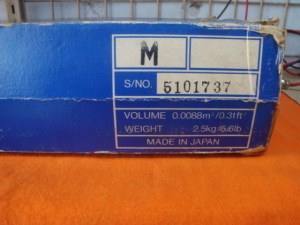 M
S/NO. 5101737
VOLUME 0.0088m³/0.31ft³
WEIGHT 2.5kg/5.6lb
MADE IN JAPAN